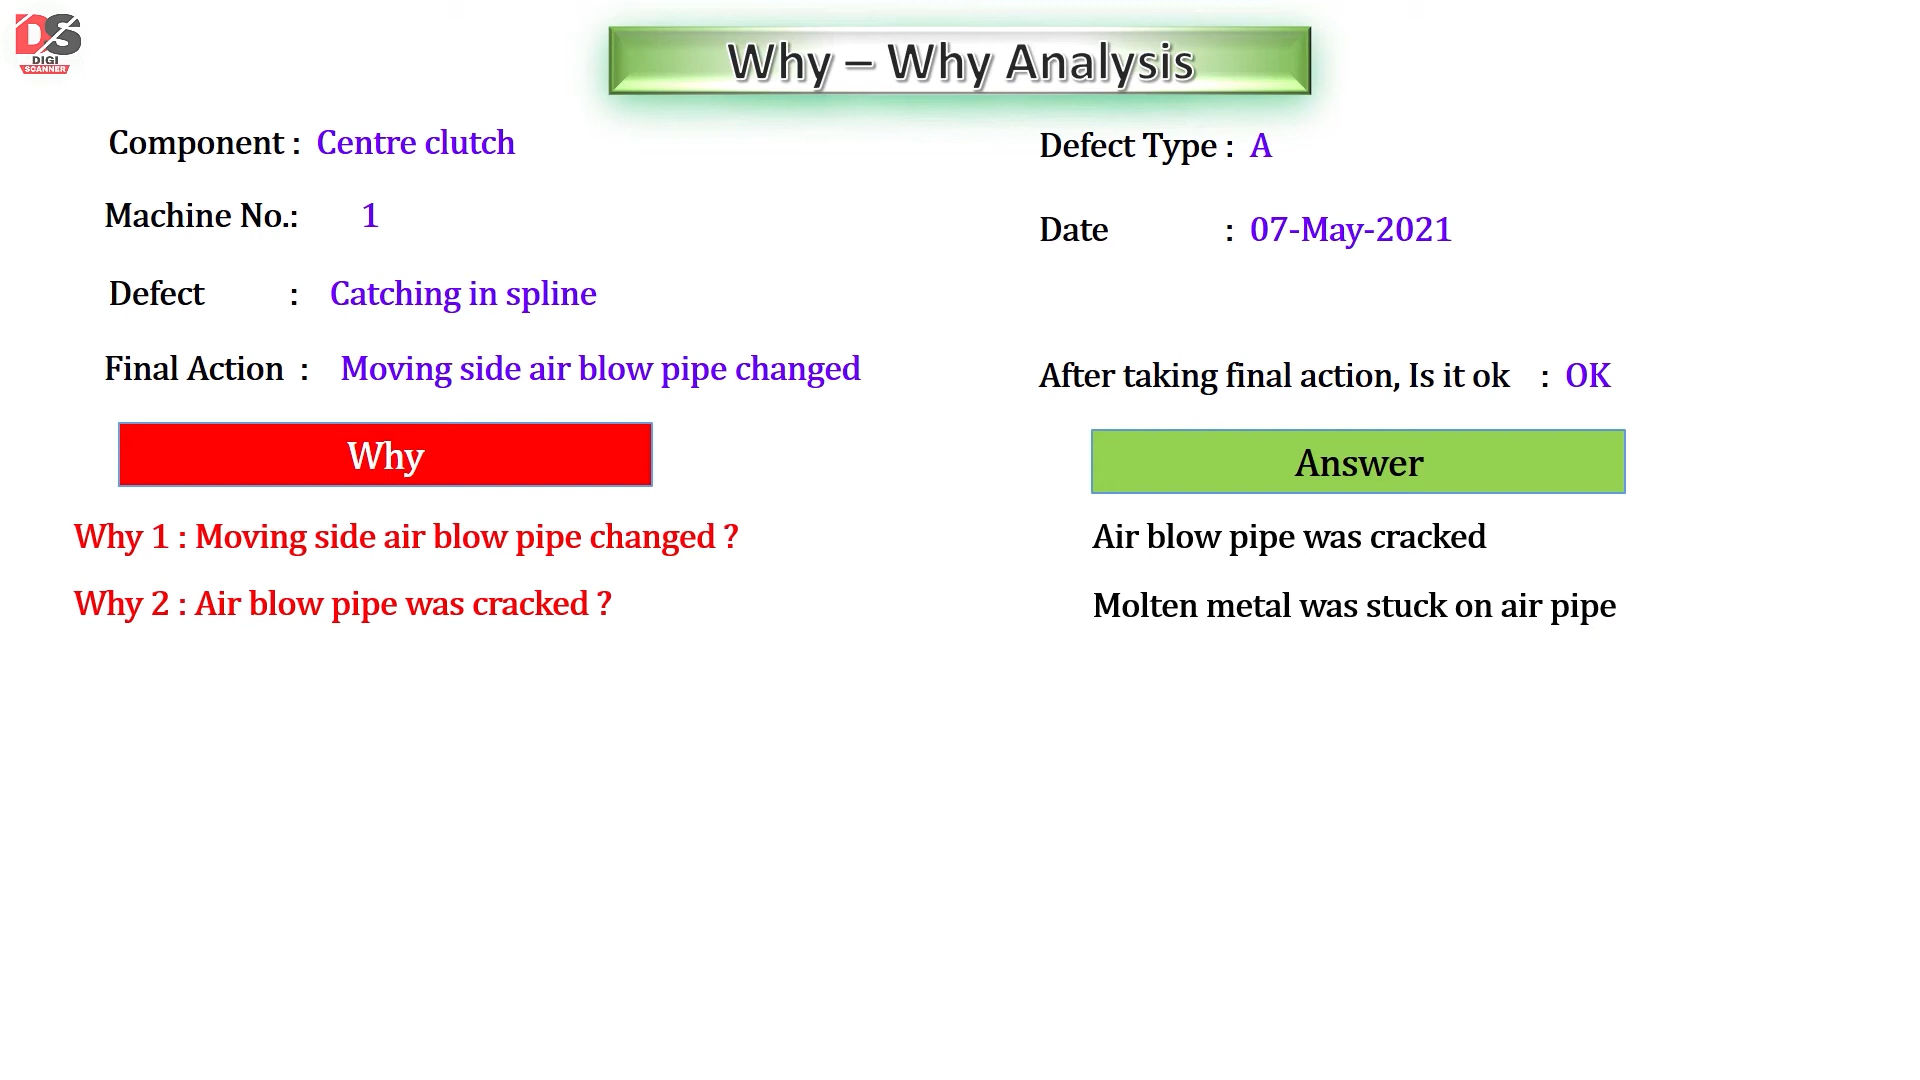 DS
DIGI
SCANNER
Why – Why Analysis
Component : Centre clutch
Defect Type : A
Machine No.: 1
Date : 07-May-2021
Defect : Catching in spline
Final Action : Moving side air blow pipe changed
After taking final action, Is it ok : OK
Why
Answer
Why 1 : Moving side air blow pipe changed ?
Air blow pipe was cracked
Why 2 : Air blow pipe was cracked ?
Molten metal was stuck on air pipe